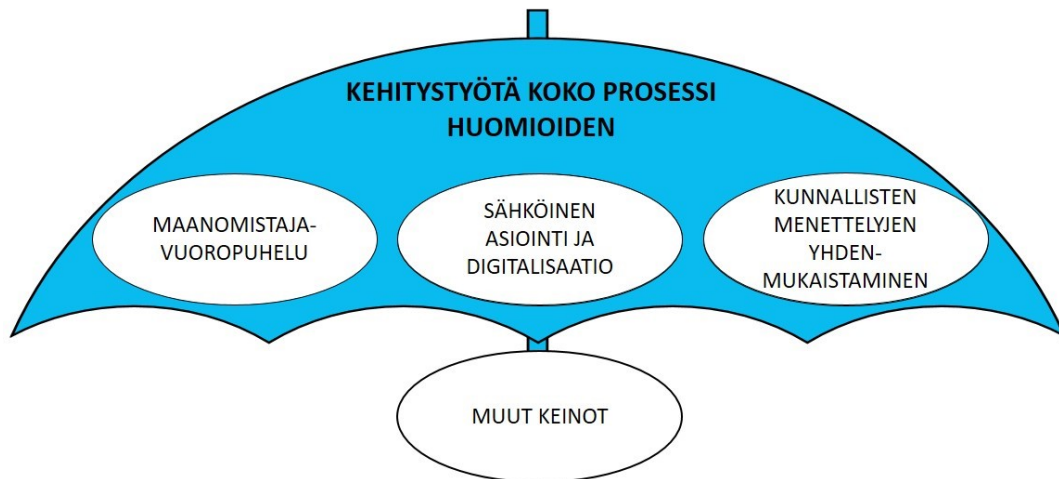 KEHITYSTYÖTÄ KOKO PROSESSI
HUOMIOIDEN
MAANOMISTAJA-
VUOROPUHELU
SÄHKÖINEN
ASIOINTI JA
DIGITALISAATIO
KUNNALLISTEN
MENETTELYJEN
YHDEN-
MUKAISTAMINEN
MUUT KEINOT